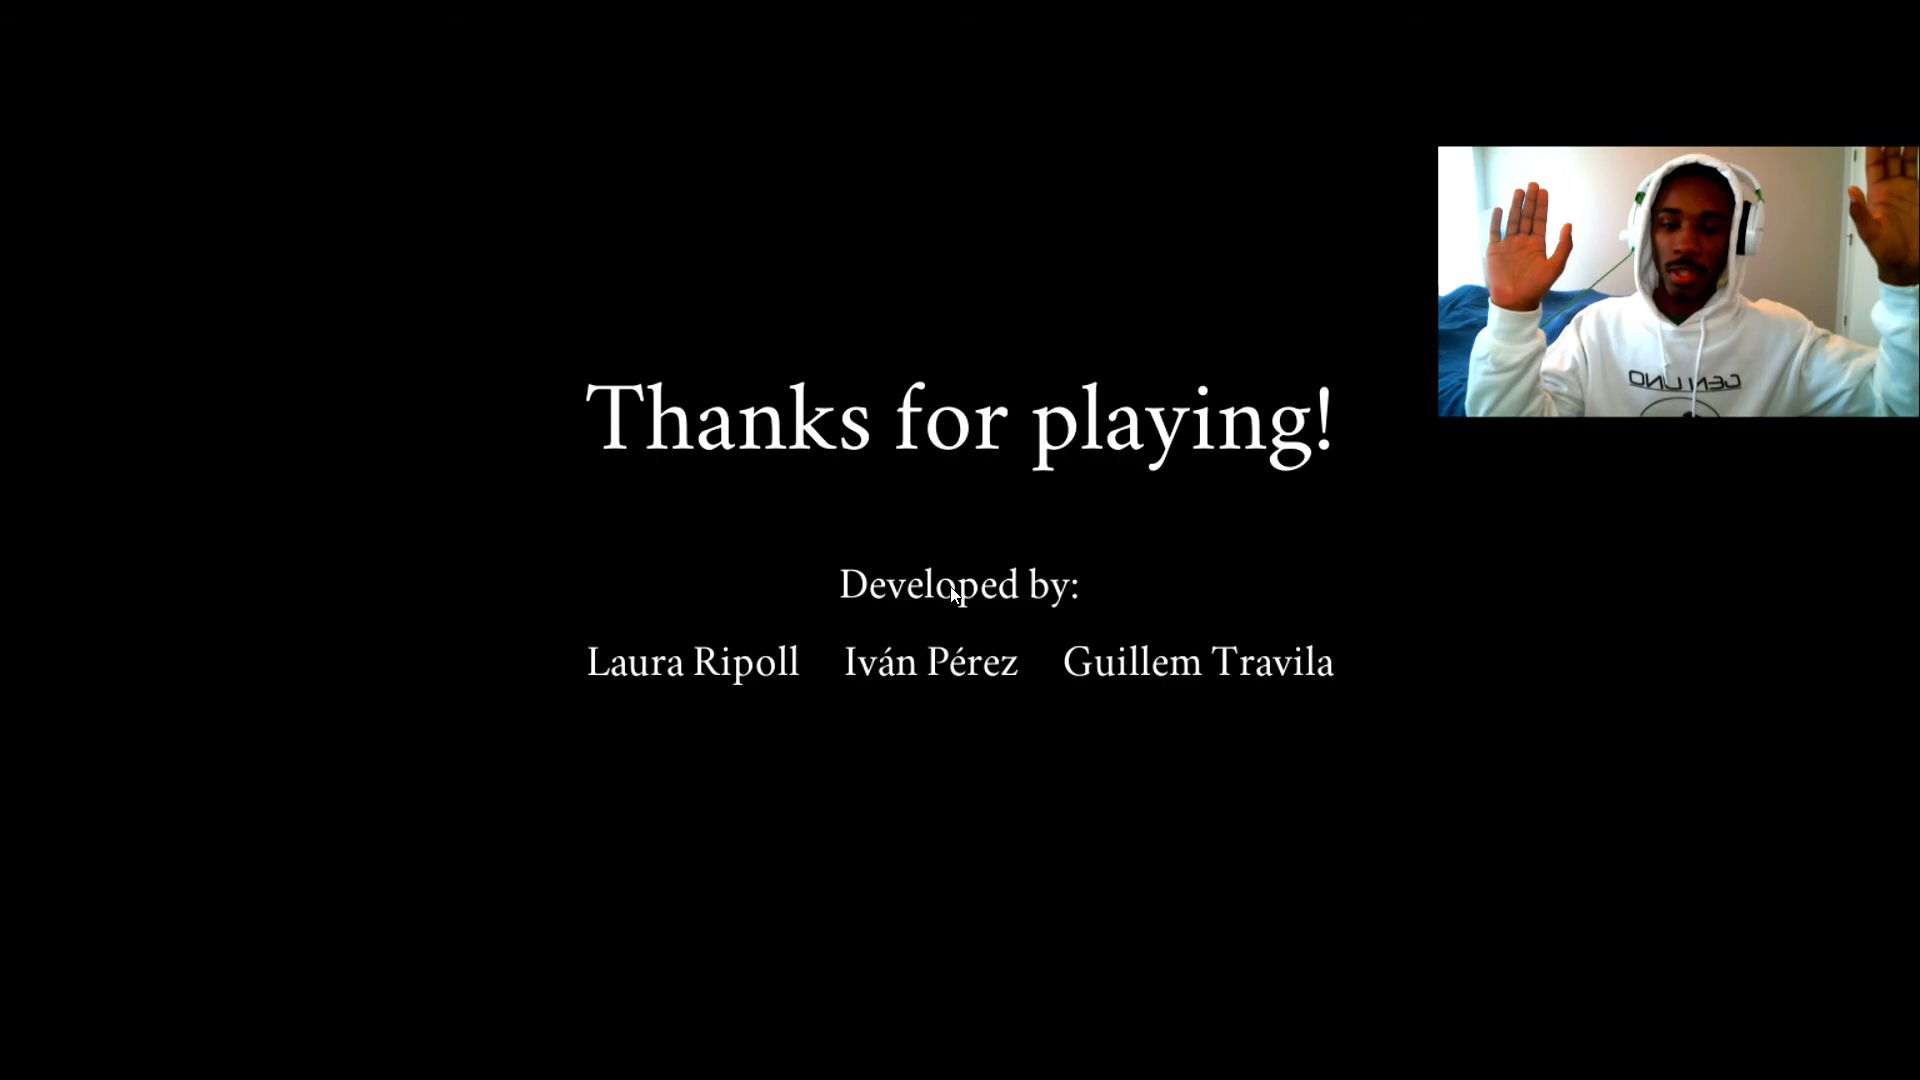 Thanks for playing!
Developed by:
Laura Ripoll Iván Pérez Guillem Travila